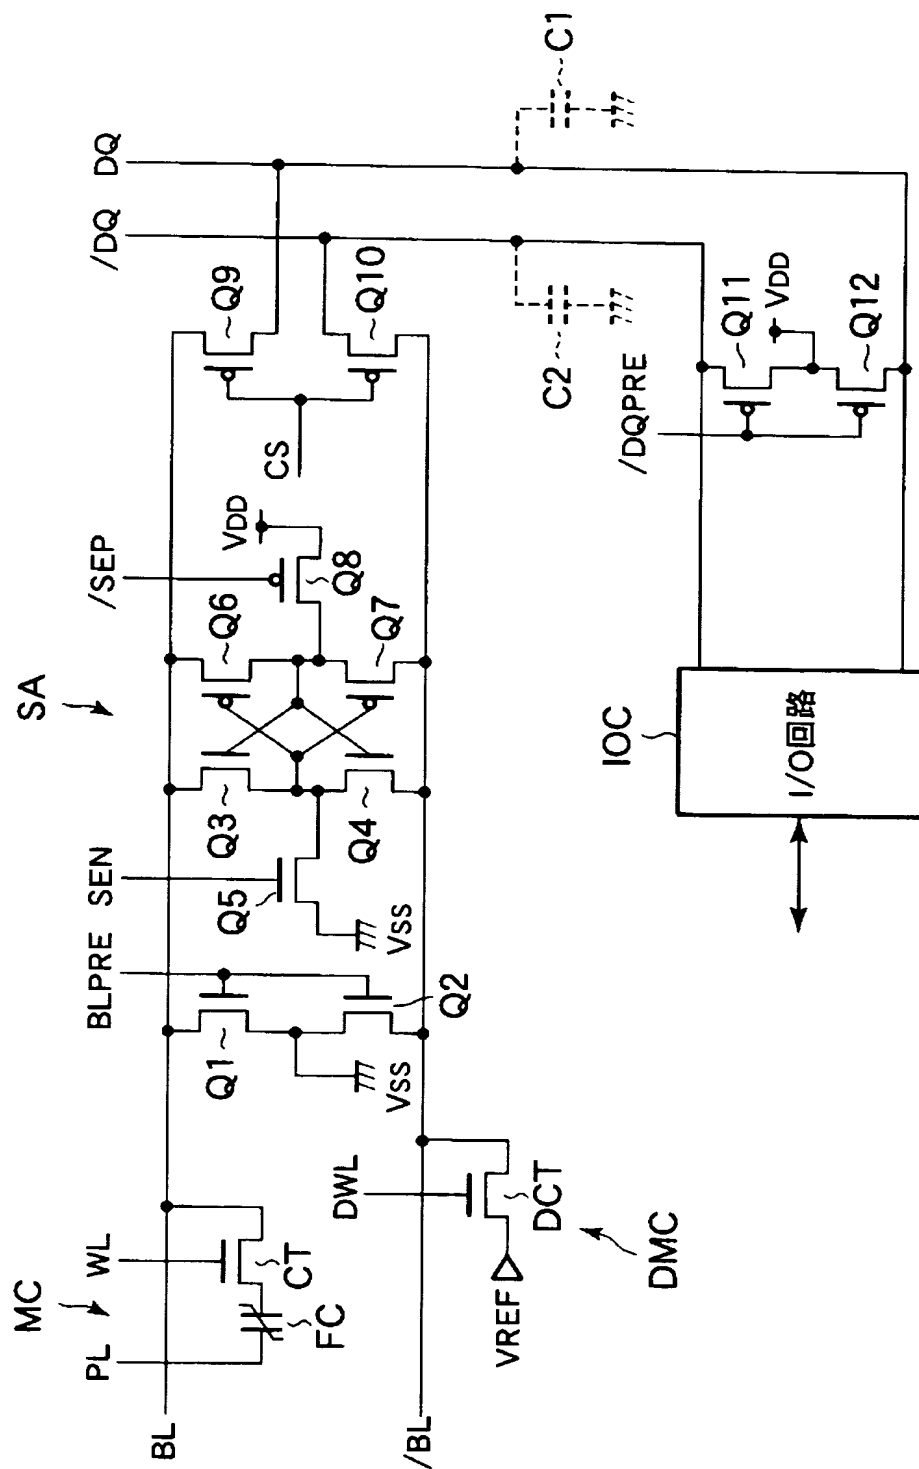 MC
PL
WL
BL
/BL
FC
CT
DWL
VREF
DCT
DMC
BLPRE
SEN
Q1
Q2
VSS
Q5
VSS
SA
Q3
Q4
Q6
Q7
/SEP
VDD
Q8
CS
Q9
Q10
/DQ
DQ
C1
C2
/DQPRE
Q11
VDD
Q12
IOC
I/O回路